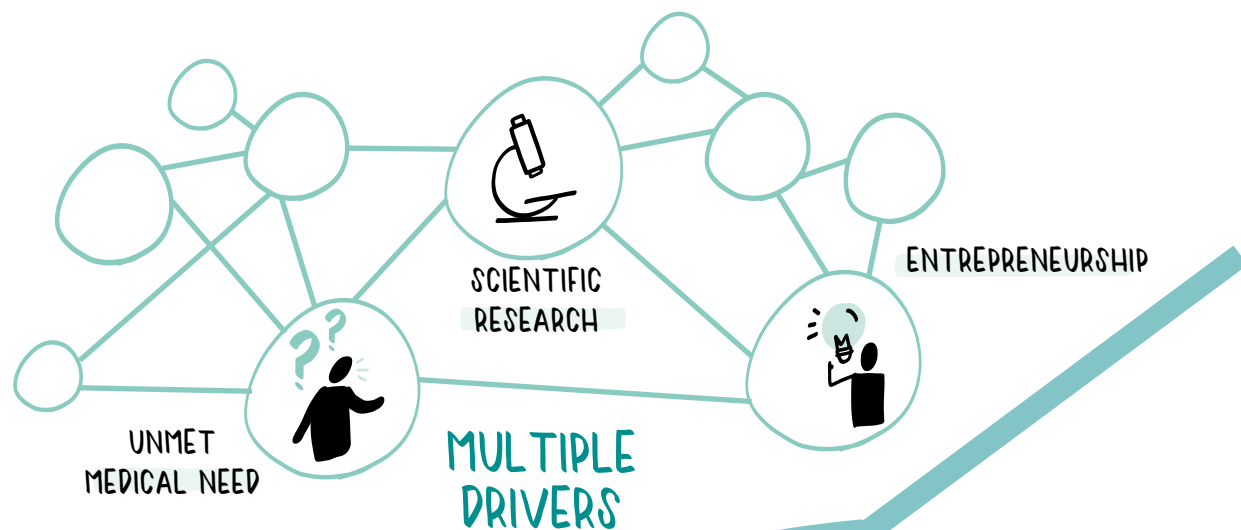 SCIENTIFIC
RESEARCH
ENTREPRENEURSHIP
UNMET
MEDICAL NEED
MULTIPLE
DRIVERS
? ?